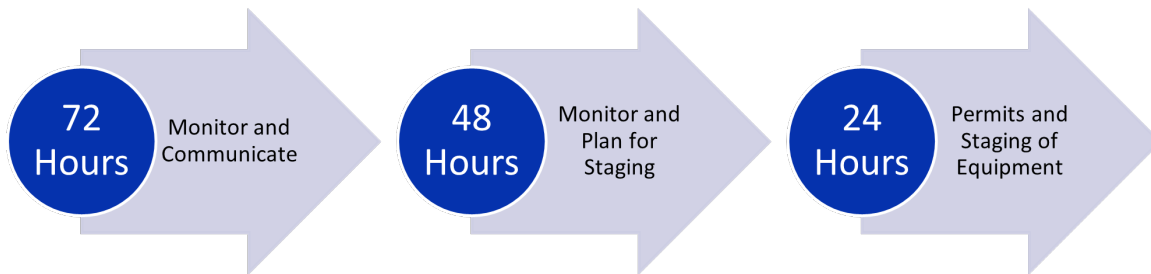 72
Hours
Monitor and
Communicate
48
Hours
Monitor and
Plan for
Staging
24
Hours
Permits and
Staging of
Equipment